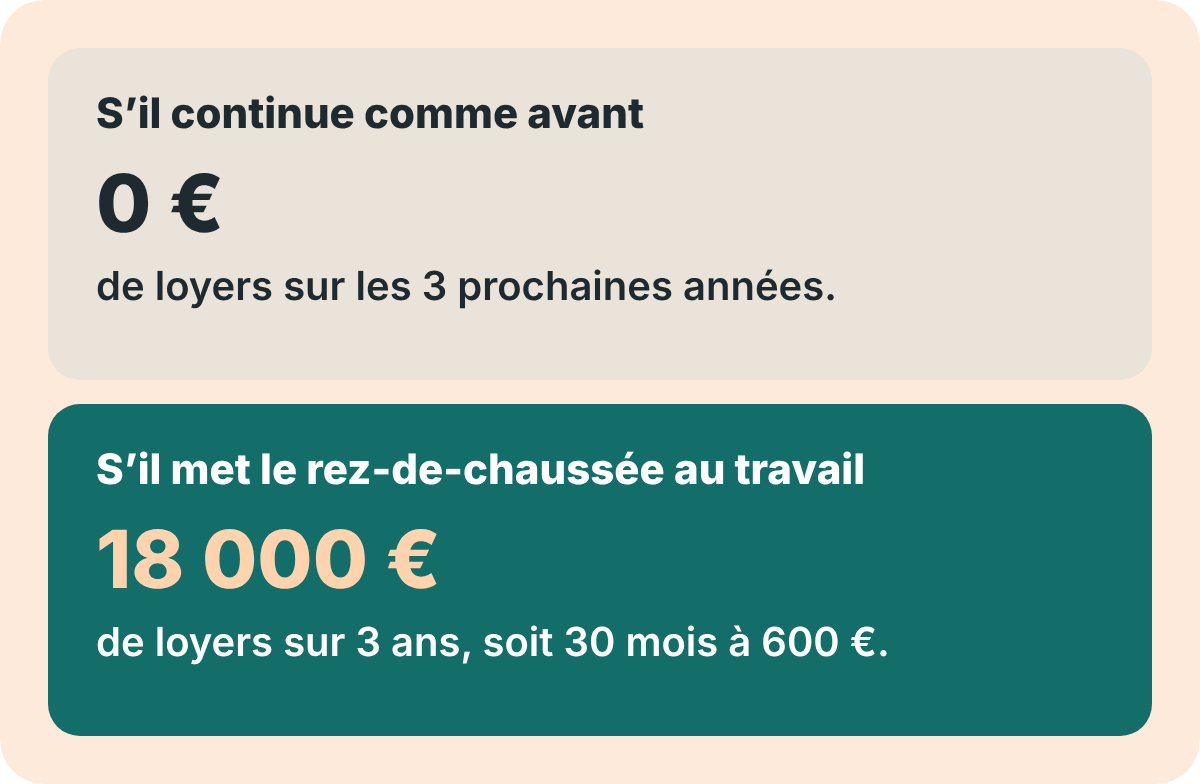 S’il continue comme avant
0 €
de loyers sur les 3 prochaines années.
S’il met le rez-de-chaussée au travail
18 000 €
de loyers sur 3 ans, soit 30 mois à 600 €.